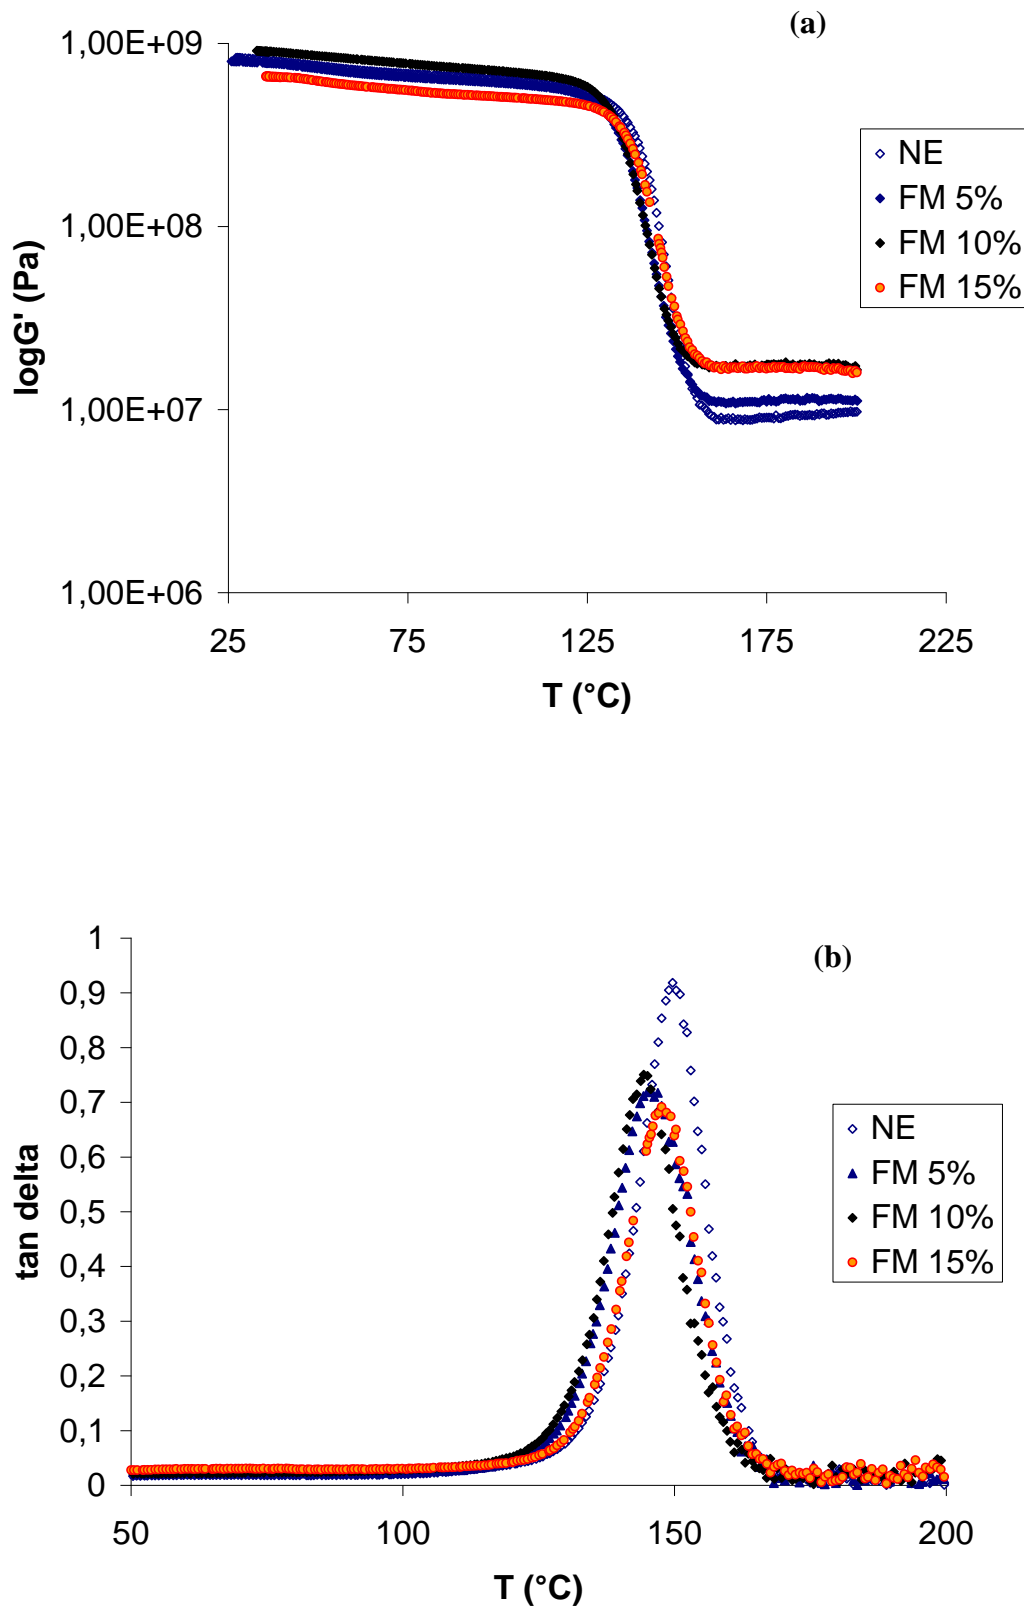 (a)
1,00E+09
1,00E+08
1,00E+07
1,00E+06
logG' (Pa)
25 75 125 175 225
T (°C)
NE
FM 5%
FM 10%
FM 15%
(b)
1
0,9
0,8
0,7
0,6
0,5
0,4
0,3
0,2
0,1
0
tan delta
50 100 150 200
T (°C)
NE
FM 5%
FM 10%
FM 15%